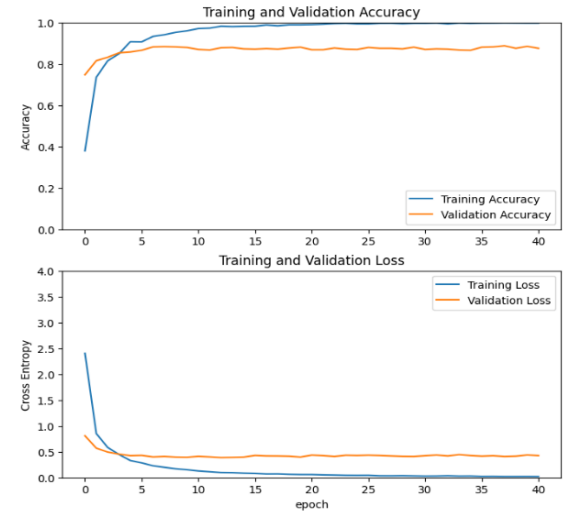 Training and Validation Accuracy
1.0
0.8
0.6
0.4
0.2
0.0
Accuracy
Training Accuracy
Validation Accuracy
0 5 10 15 20 25 30 35 40
Training and Validation Loss
4.0
3.5
3.0
2.5
2.0
1.5
1.0
0.5
0.0
Cross Entropy
Training Loss
Validation Loss
0 5 10 15 20 25 30 35 40
epoch